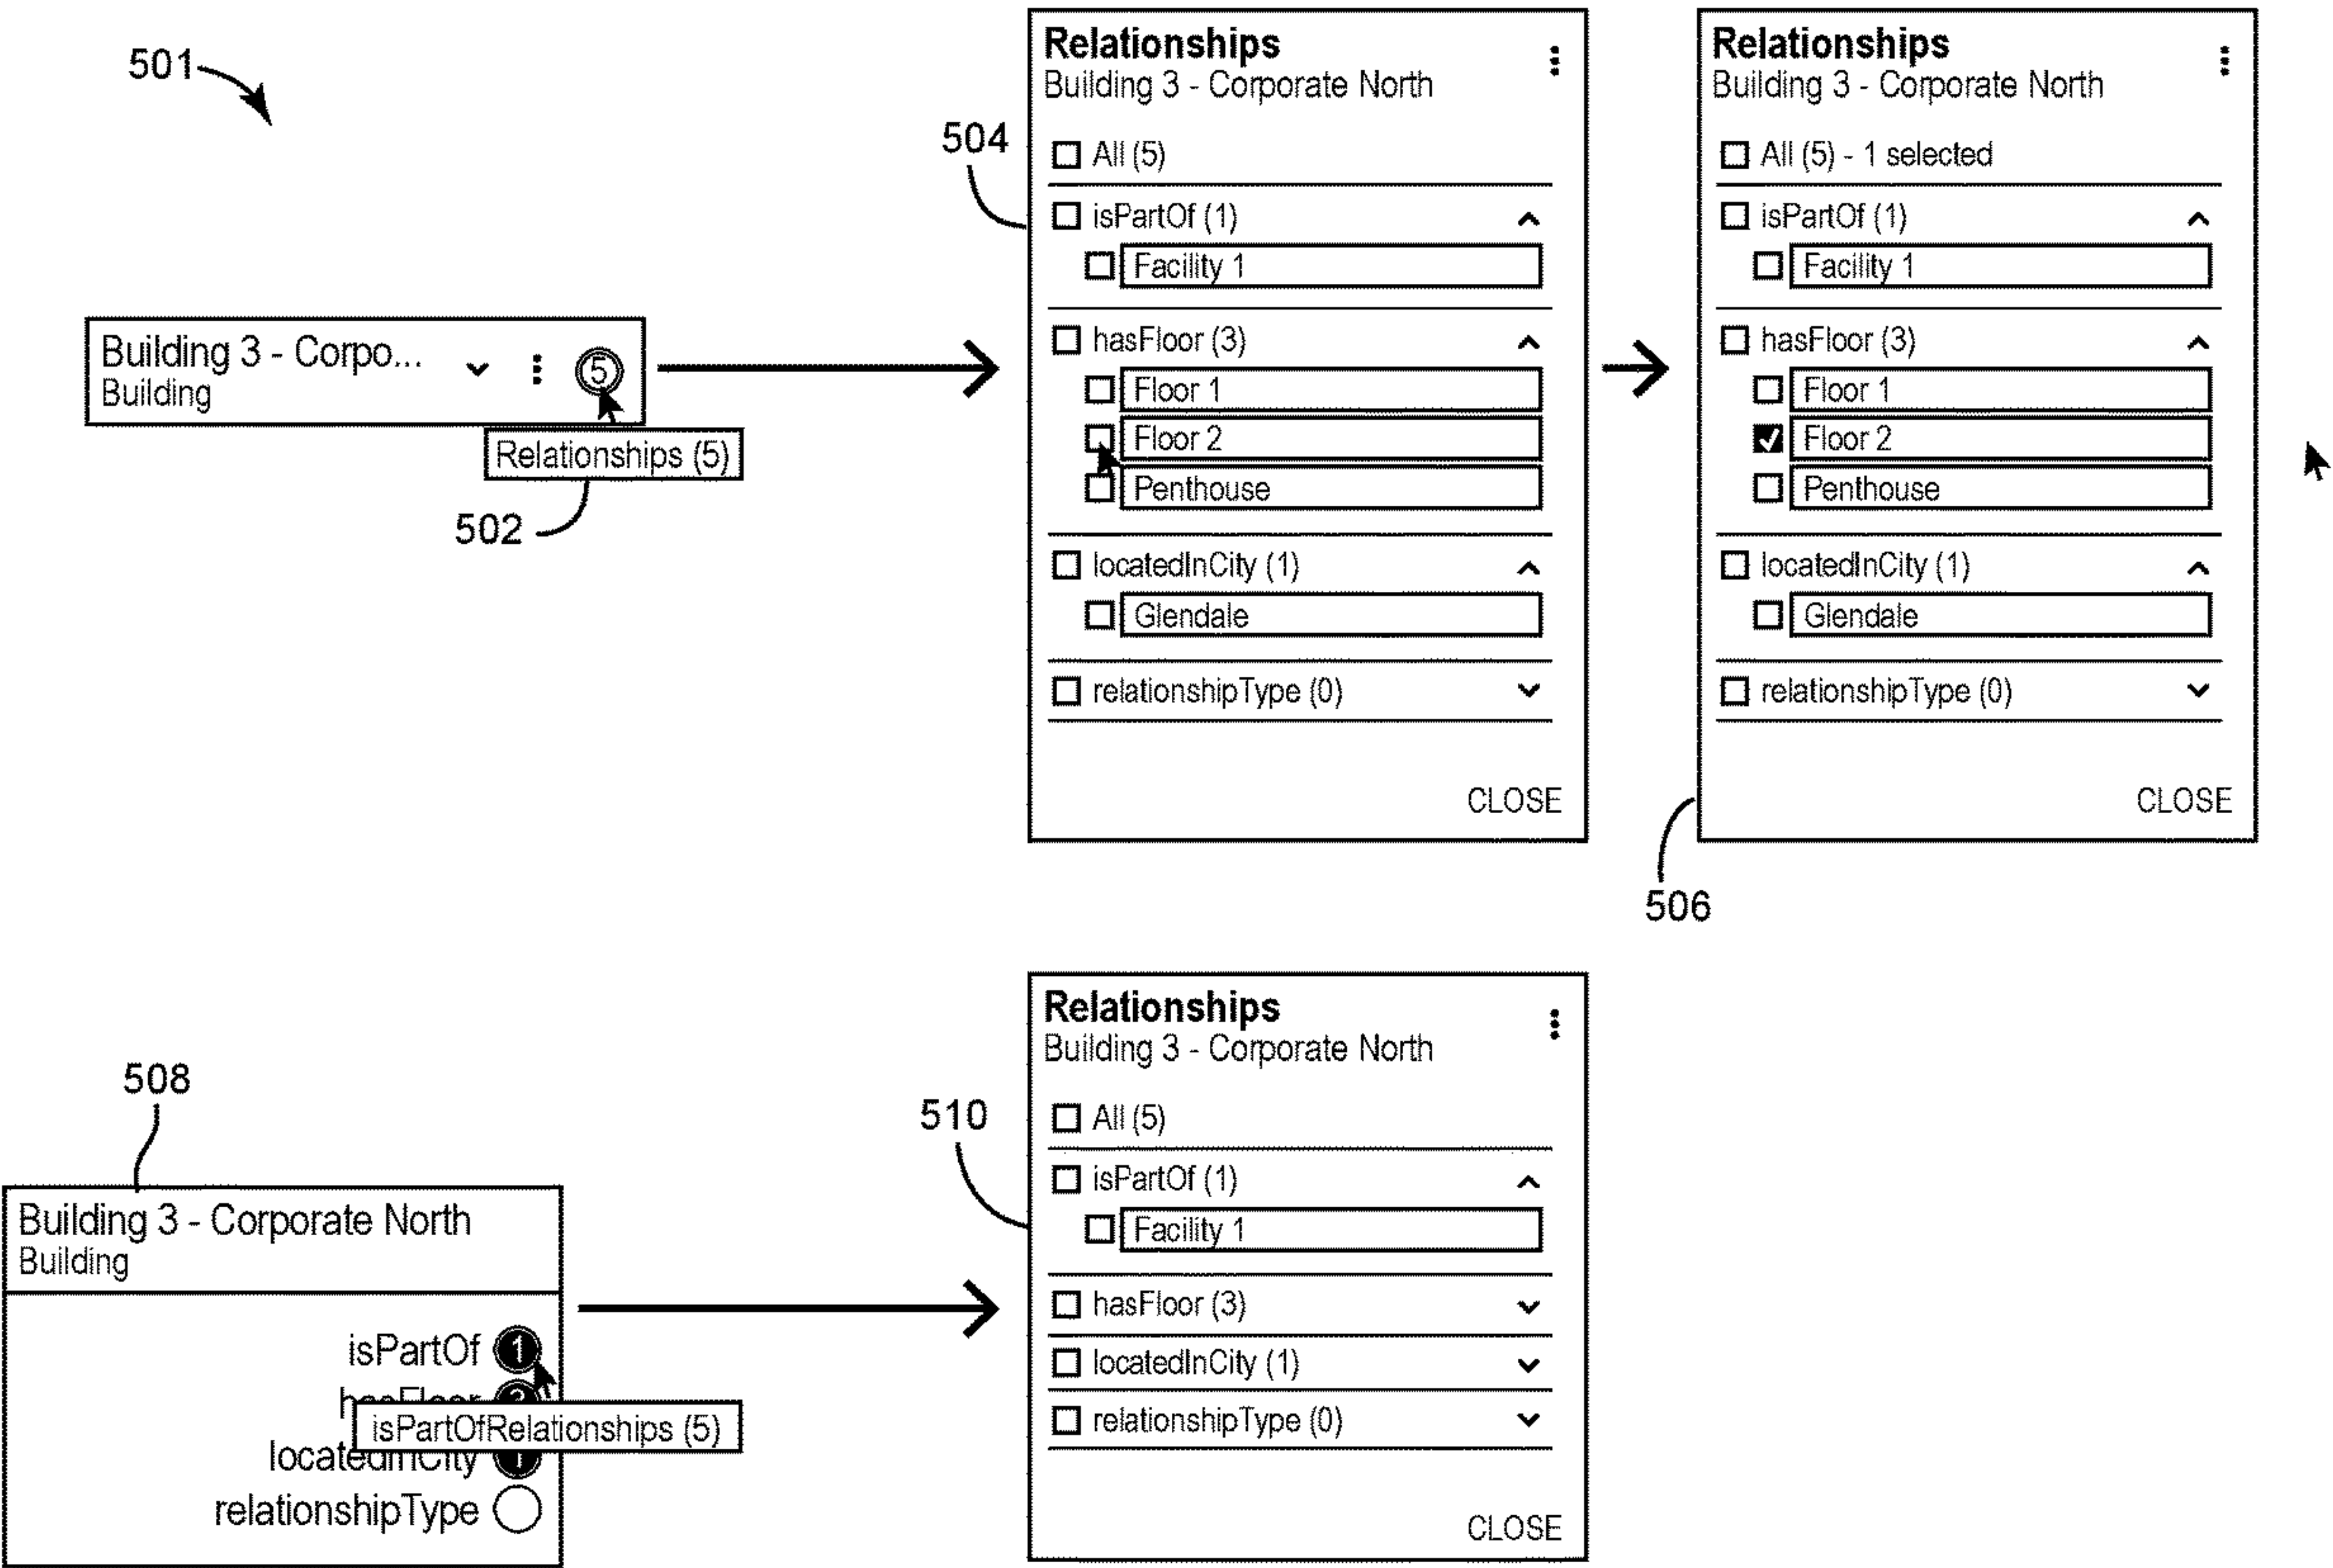 501
Building 3 - Corpo...
Building
5
Relationships (5)
502
504
Relationships
Building 3 - Corporate North
All (5)
isPartOf (1)
Facility 1
hasFloor (3)
Floor 1
Floor 2
Penthouse
locatedInCity (1)
Glendale
relationshipType (0)
CLOSE
Relationships
Building 3 - Corporate North
All (5) - 1 selected
isPartOf (1)
Facility 1
hasFloor (3)
Floor 1
Floor 2
Penthouse
locatedInCity (1)
Glendale
relationshipType (0)
CLOSE
506
508
Building 3 - Corporate North
Building
isPartOf 1
hasFloor
isPartOfRelationships (5)
locatedInCity 1
relationshipType
510
Relationships
Building 3 - Corporate North
All (5)
isPartOf (1)
Facility 1
hasFloor (3)
locatedInCity (1)
relationshipType (0)
CLOSE